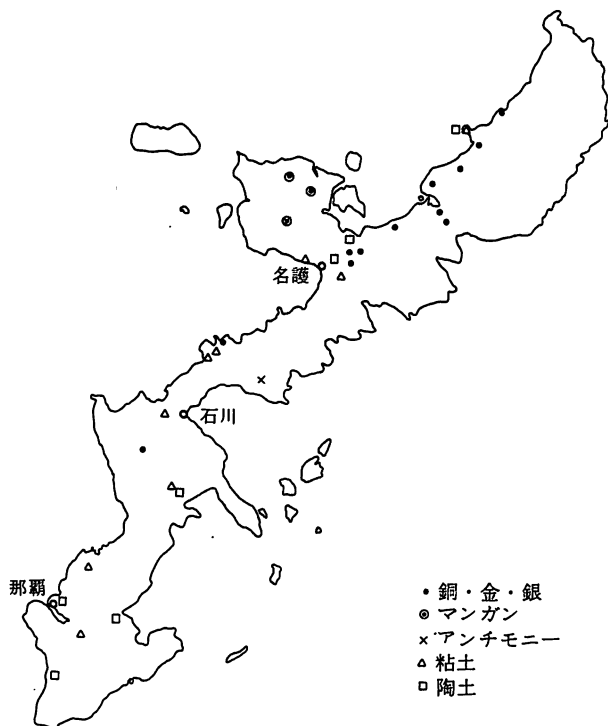 名護
石川
那覇
• 銅・金・銀
◎ マンガン
× アンチモニー
△ 粘土
□ 陶土